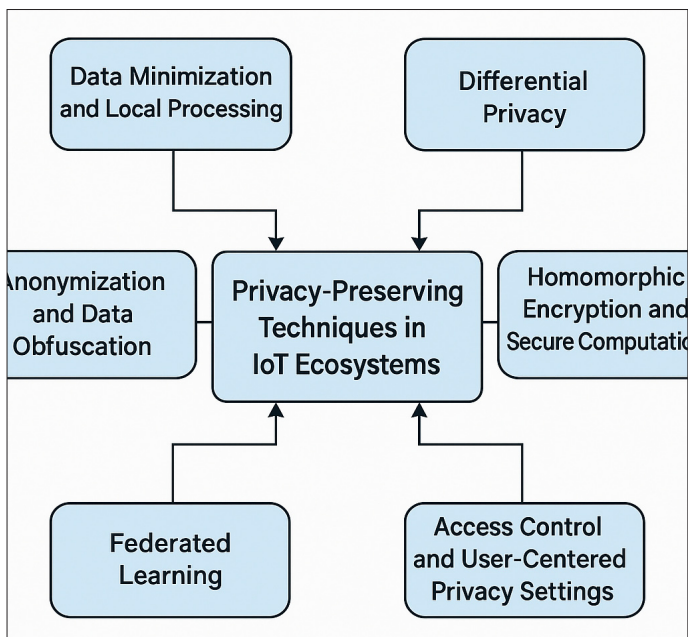 Data Minimization
and Local Processing
Differential
Privacy
Anonymization
and Data
Obfuscation
Privacy-Preserving
Techniques in
IoT Ecosystems
Homomorphic
Encryption and
Secure Computatio
Federated
Learning
Access Control
and User-Centered
Privacy Settings